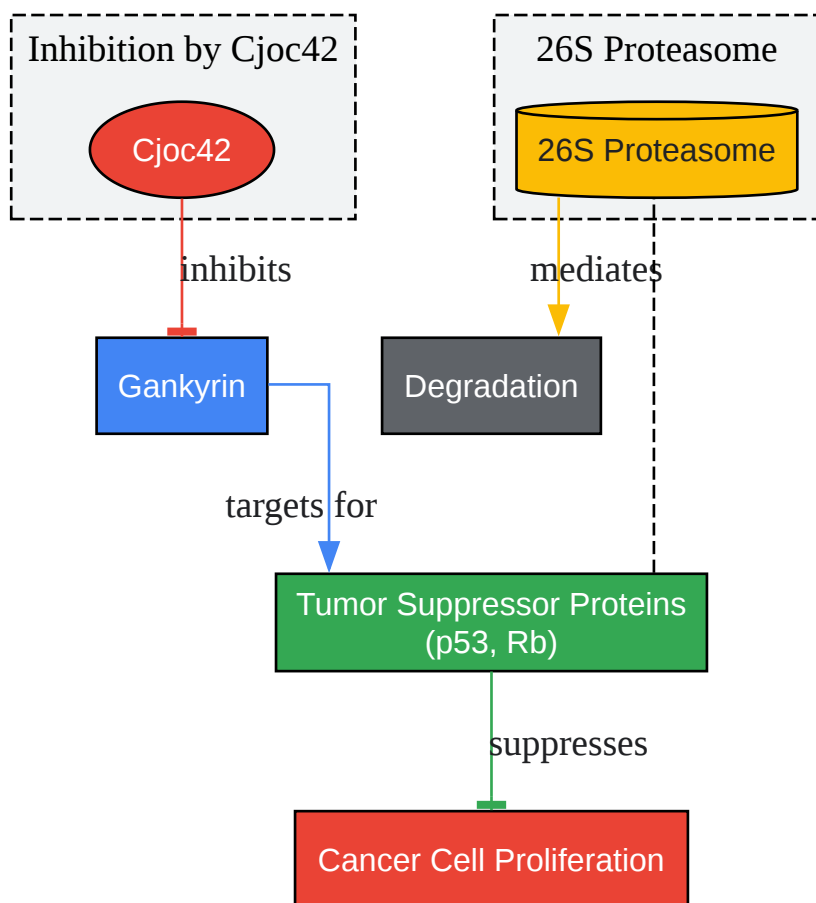 Inhibition by Cjoc42
26S Proteasome
Cjoc42
26S Proteasome
inhibits
mediates
Gankyrin
Degradation
targets for
Tumor Suppressor Proteins
(p53, Rb)
suppresses
Cancer Cell Proliferation